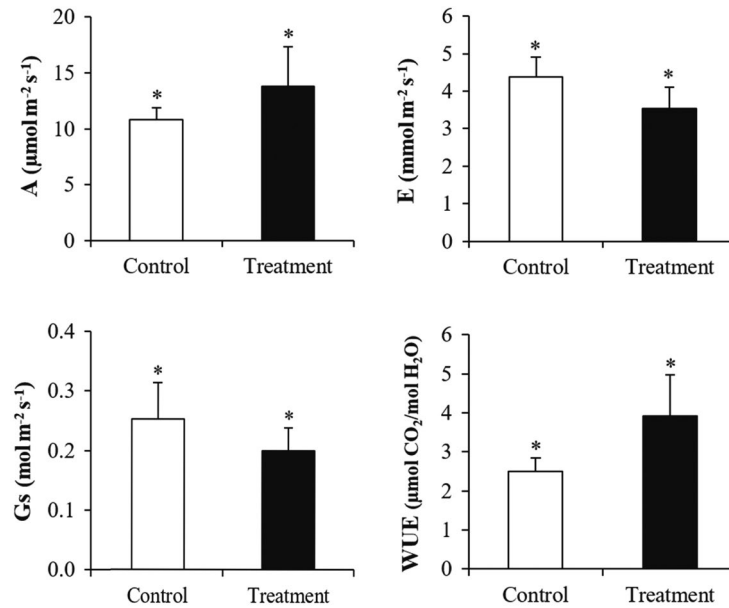 A (μmol m⁻² s⁻¹)
20
15
10
5
0
*
*
Control
Treatment
E (mmol m⁻² s⁻¹)
6
5
4
3
2
1
0
*
*
Control
Treatment
Gs (mol m⁻² s⁻¹)
0.4
0.3
0.2
0.1
0.0
*
*
Control
Treatment
WUE (μmol CO₂/mol H₂O)
6
5
4
3
2
1
0
*
*
Control
Treatment